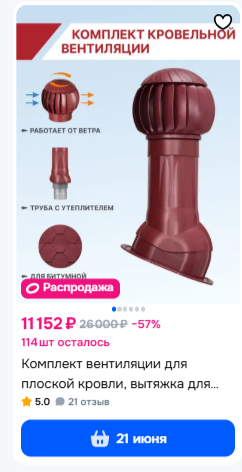 КОМПЛЕКТ КРОВЕЛЬНОЙ
ВЕНТИЛЯЦИИ
РАБОТАЕТ ОТ ВЕТРА
ТРУБА С УТЕПЛИТЕЛЕМ
ДЛЯ БИТУМНОЙ
Распродажа
11 152 ₽ 26 000 ₽ −57%
114 шт осталось
Комплект вентиляции для
плоской кровли, вытяжка для...
5.0 21 отзыв
21 июня